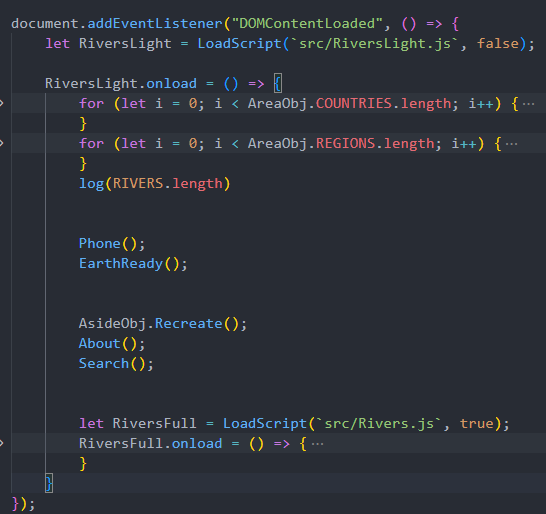 document.addEventListener("DOMContentLoaded", () => {
let RiversLight = LoadScript(`src/RiversLight.js`, false);
RiversLight.onload = () => {
for (let i = 0; i < AreaObj.COUNTRIES.length; i++) {···
}
for (let i = 0; i < AreaObj.REGIONS.length; i++) {···
}
log(RIVERS.length)
Phone();
EarthReady();
AsideObj.Recreate();
About();
Search();
let RiversFull = LoadScript(`src/Rivers.js`, true);
RiversFull.onload = () => {···
}
}
});